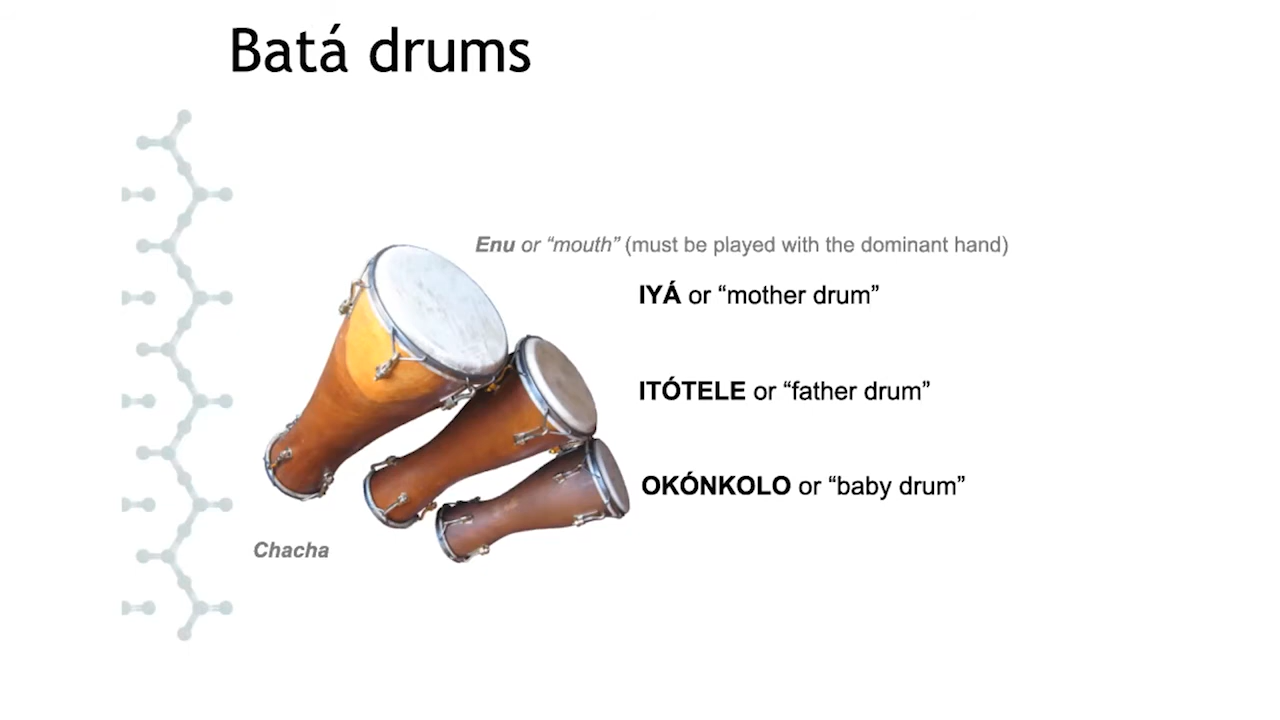 Batá drums
Enu or “mouth” (must be played with the dominant hand)
IYÁ or “mother drum”
ITÓTELE or “father drum”
OKÓNKOLO or “baby drum”
Chacha